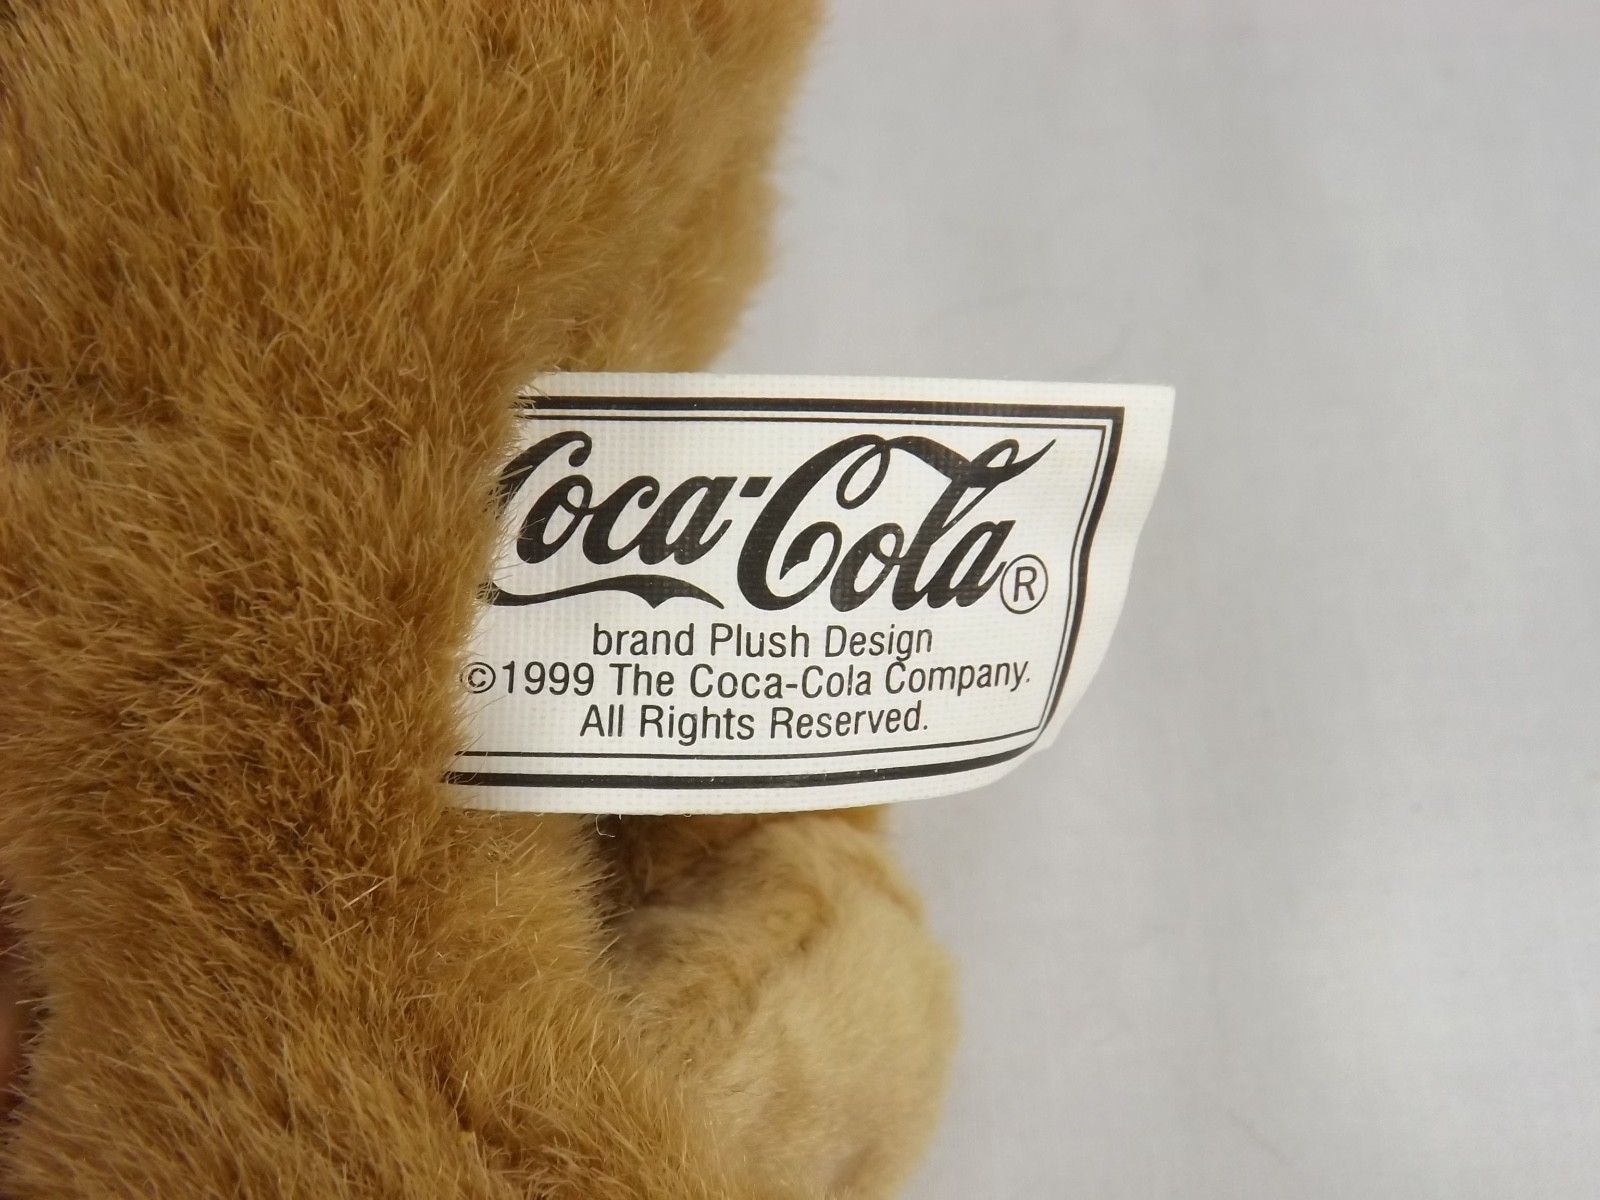 Coca-Cola®
brand Plush Design
©1999 The Coca-Cola Company.
All Rights Reserved.